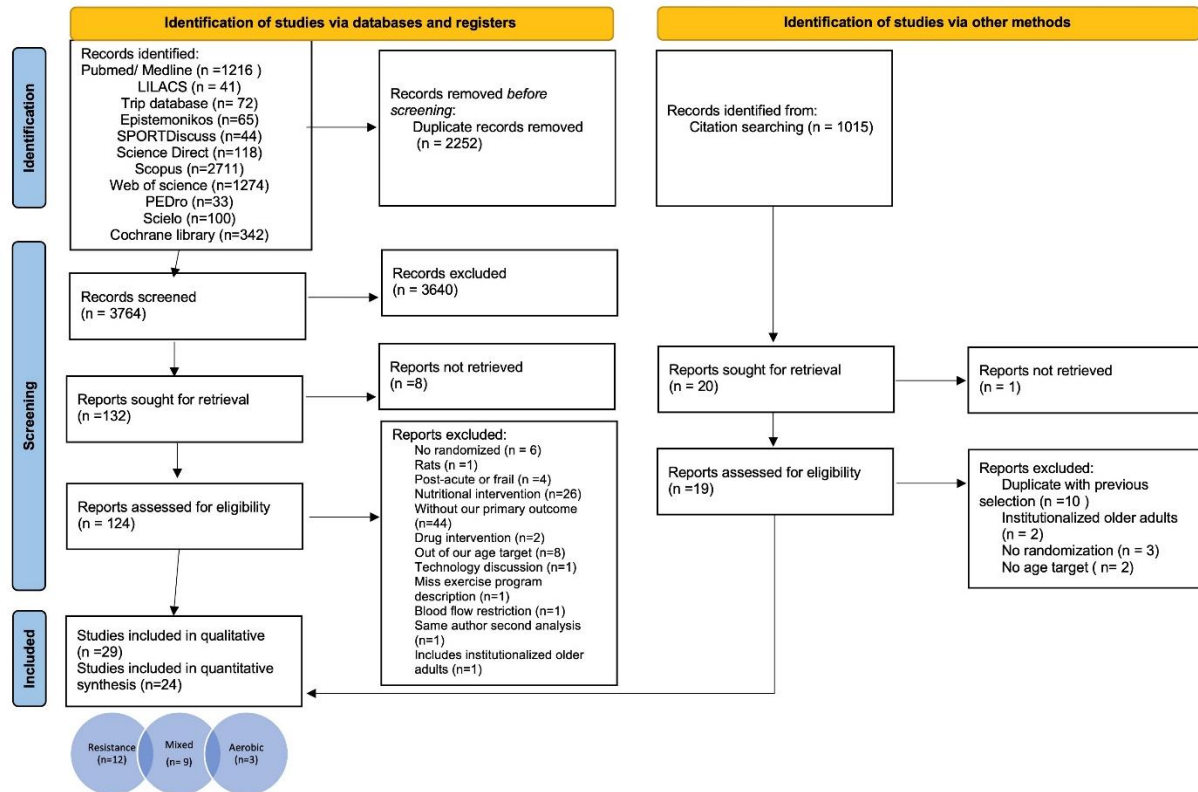 Identification of studies via databases and registers
Identification of studies via other methods
Identification
Records identified:
Pubmed/ Medline (n =1216 )
LILACS (n = 41)
Trip database (n= 72)
Epistemonikos (n=65)
SPORTDiscuss (n=44)
Science Direct (n=118)
Scopus (n=2711)
Web of science (n=1274)
PEDro (n=33)
Scielo (n=100)
Cochrane library (n=342)
Records removed before
screening:
Duplicate records removed
(n = 2252)
Records identified from:
Citation searching (n = 1015)
Screening
Records screened
(n = 3764)
Records excluded
(n = 3640)
Reports sought for retrieval
(n =132)
Reports not retrieved
(n =8)
Reports sought for retrieval
(n = 20)
Reports not retrieved
(n = 1)
Reports assessed for eligibility
(n = 124)
Reports excluded:
No randomized (n = 6)
Rats (n =1)
Post-acute or frail (n =4)
Nutritional intervention (n=26)
Without our primary outcome
(n=44)
Drug intervention (n=2)
Out of our age target (n=8)
Technology discussion (n=1)
Miss exercise program
description (n=1)
Blood flow restriction (n=1)
Same author second analysis
(n=1)
Includes institutionalized older
adults (n=1)
Reports assessed for eligibility
(n =19)
Reports excluded:
Duplicate with previous
selection (n =10 )
Institutionalized older adults
(n = 2)
No randomization (n = 3)
No age target ( n= 2)
Included
Studies included in qualitative
(n =29)
Studies included in quantitative
synthesis (n=24)
Resistance
(n=12)
Mixed
(n= 9)
Aerobic
(n=3)